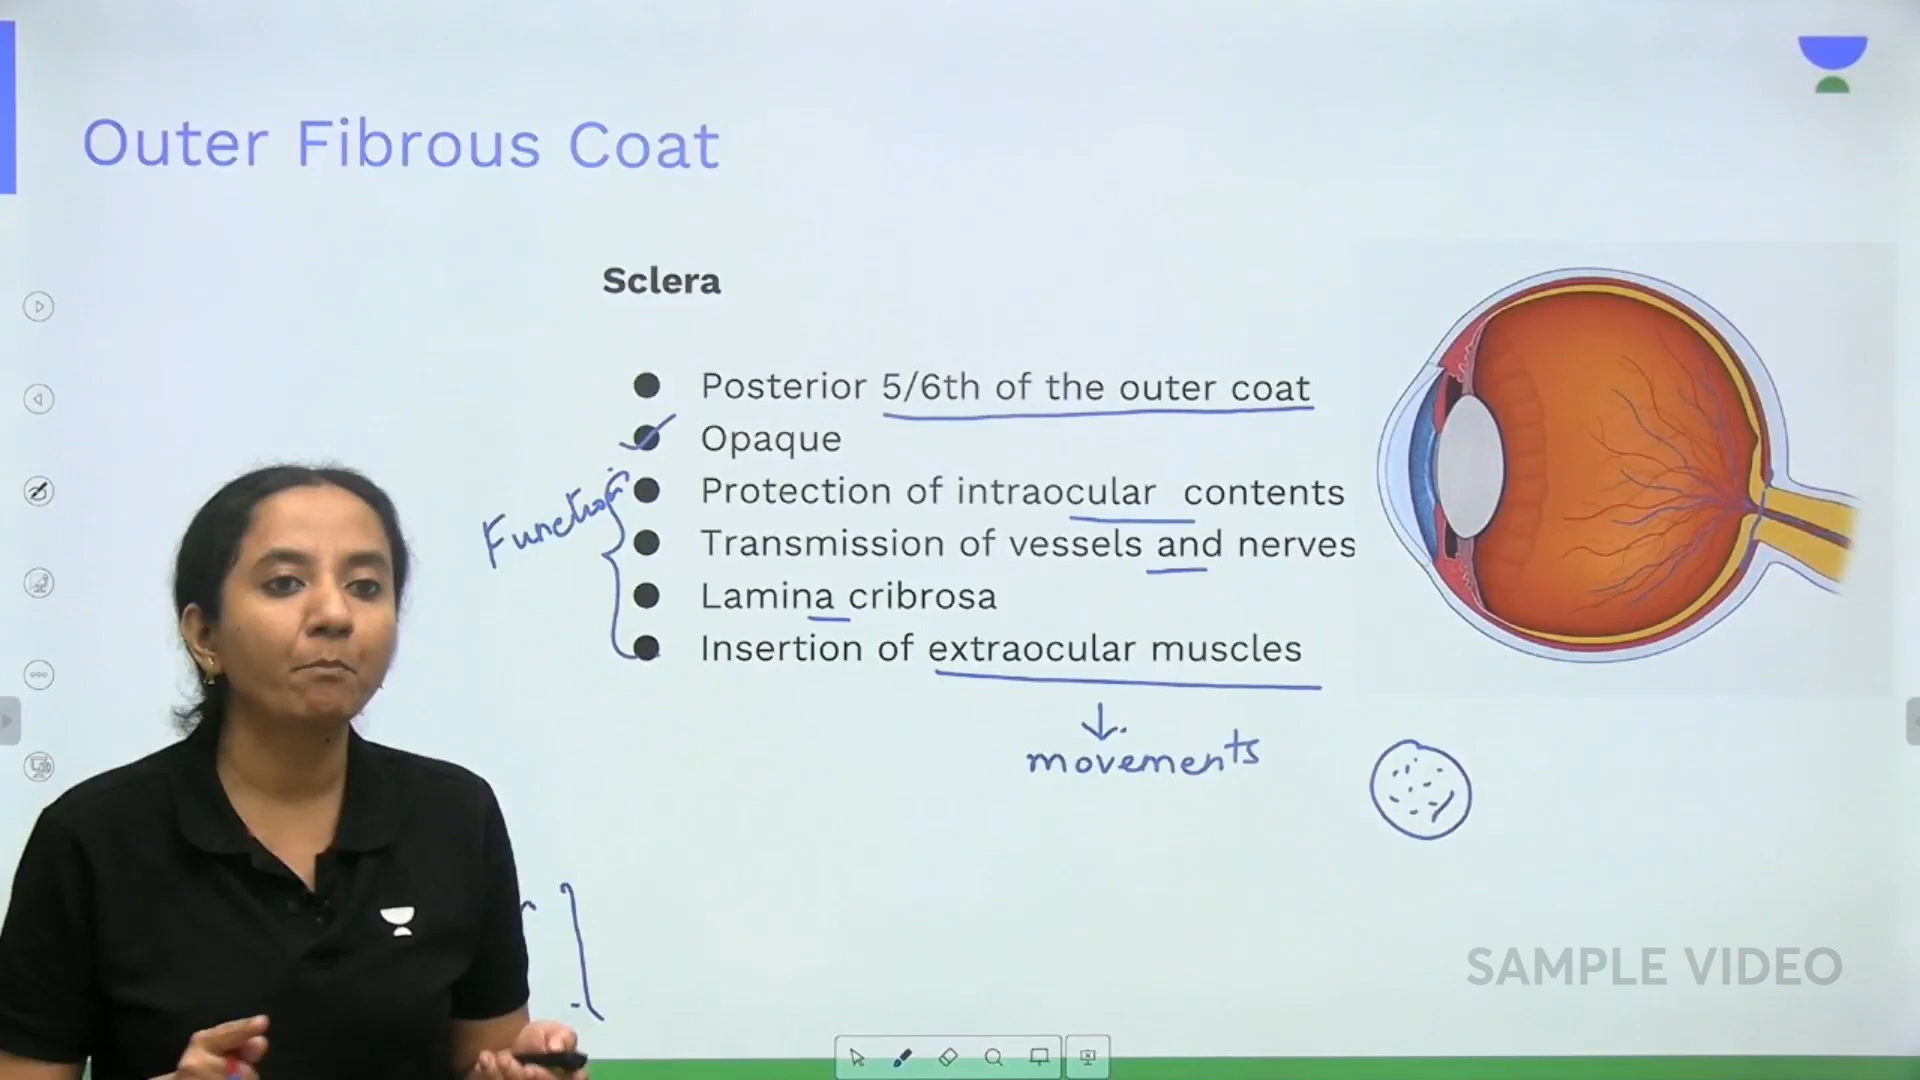 Outer Fibrous Coat
Sclera
Posterior 5/6th of the outer coat
Opaque
Function
Protection of intraocular contents
Transmission of vessels and nerves
Lamina cribrosa
Insertion of extraocular muscles
movements
SAMPLE VIDEO